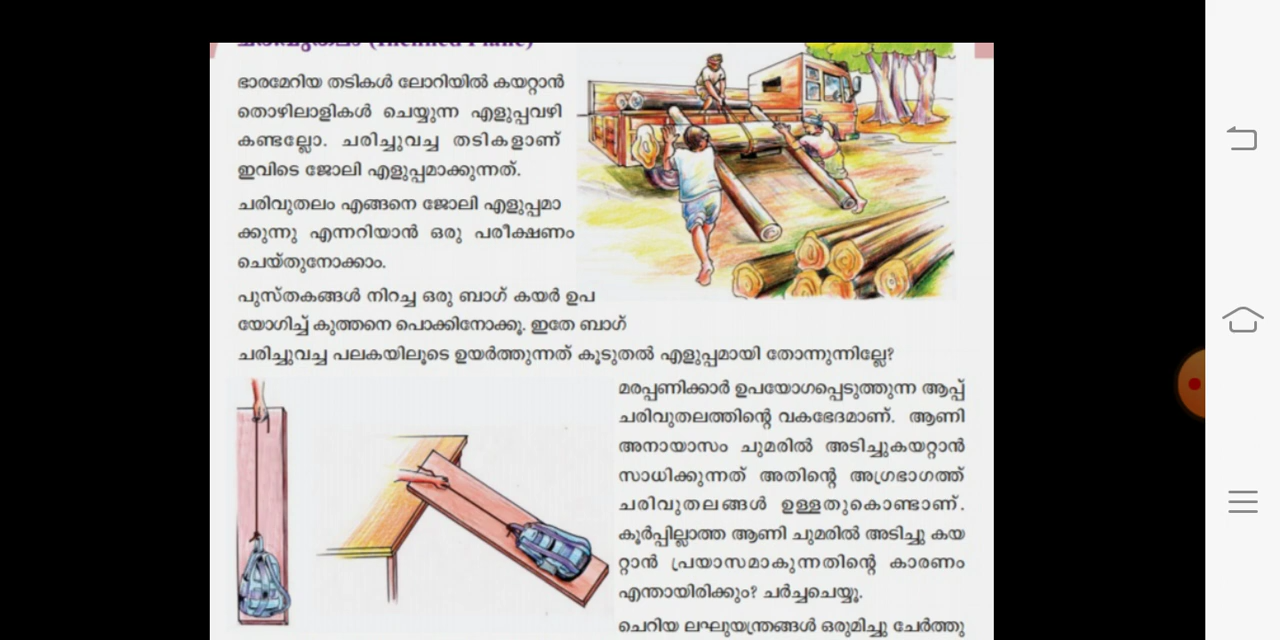 ചരിവുതലം (Inclined Plane)
ഭാരമേറിയ തടികൾ ലോറിയിൽ കയറ്റാൻ
തൊഴിലാളികൾ ചെയ്യുന്ന എളുപ്പവഴി
കണ്ടല്ലോ. ചരിച്ചുവച്ച തടികളാണ്
ഇവിടെ ജോലി എളുപ്പമാക്കുന്നത്.
ചരിവുതലം എങ്ങനെ ജോലി എളുപ്പമാ
ക്കുന്നു എന്നറിയാൻ ഒരു പരീക്ഷണം
ചെയ്തുനോക്കാം.
പുസ്തകങ്ങൾ നിറച്ച ഒരു ബാഗ് കയർ ഉപ
യോഗിച്ച് കുത്തനെ പൊക്കിനോക്കൂ. ഇതേ ബാഗ്
ചരിച്ചുവച്ച പലകയിലൂടെ ഉയർത്തുന്നത് കൂടുതൽ എളുപ്പമായി തോന്നുന്നില്ലേ?
മരപ്പണിക്കാർ ഉപയോഗപ്പെടുത്തുന്ന ആപ്പ്
ചരിവുതലത്തിന്റെ വകഭേദമാണ്. ആണി
അനായാസം ചുമരിൽ അടിച്ചുകയറ്റാൻ
സാധിക്കുന്നത് അതിന്റെ അഗ്രഭാഗത്ത്
ചരിവുതലങ്ങൾ ഉള്ളതുകൊണ്ടാണ്.
കൂർപ്പില്ലാത്ത ആണി ചുമരിൽ അടിച്ചു കയ
റ്റാൻ പ്രയാസമാകുന്നതിന്റെ കാരണം
എന്തായിരിക്കും? ചർച്ചചെയ്യൂ.
ചെറിയ ലഘുയന്ത്രങ്ങൾ ഒരുമിച്ചു ചേർത്തു